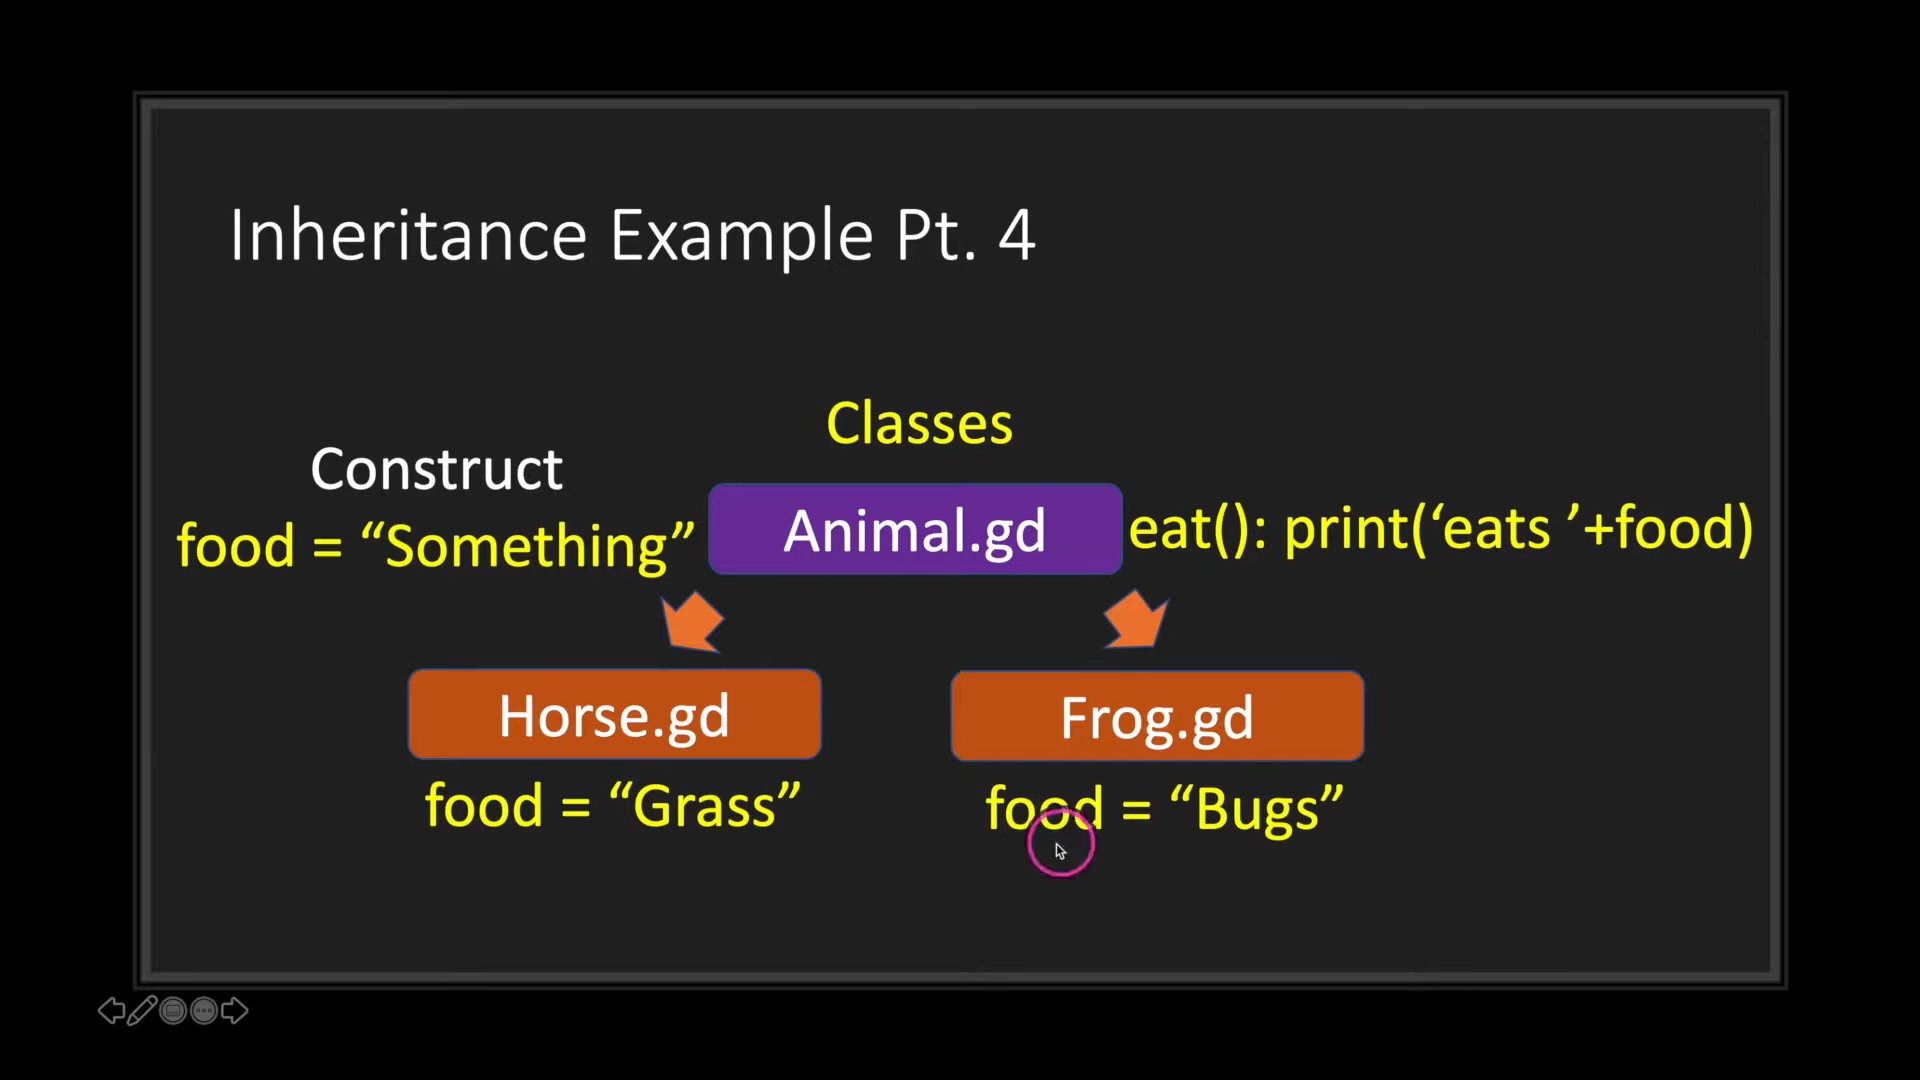 Inheritance Example Pt. 4
Classes
Construct
food = “Something”
Animal.gd
eat(): print(‘eats ’+food)
Horse.gd
Frog.gd
food = “Grass”
food = “Bugs”